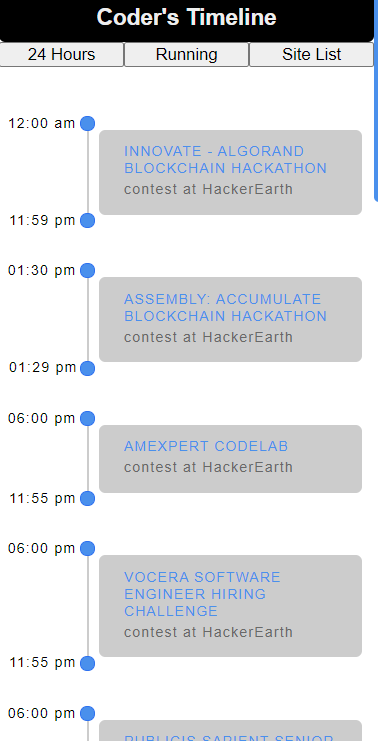 Coder's Timeline
24 Hours Running Site List
12:00 am
INNOVATE - ALGORAND
BLOCKCHAIN HACKATHON
contest at HackerEarth
11:59 pm
01:30 pm
ASSEMBLY: ACCUMULATE
BLOCKCHAIN HACKATHON
contest at HackerEarth
01:29 pm
06:00 pm
AMEXPERT CODELAB
contest at HackerEarth
11:55 pm
06:00 pm
VOCERA SOFTWARE
ENGINEER HIRING
CHALLENGE
contest at HackerEarth
11:55 pm
06:00 pm
PUBLICIS SAPIENT SENIOR